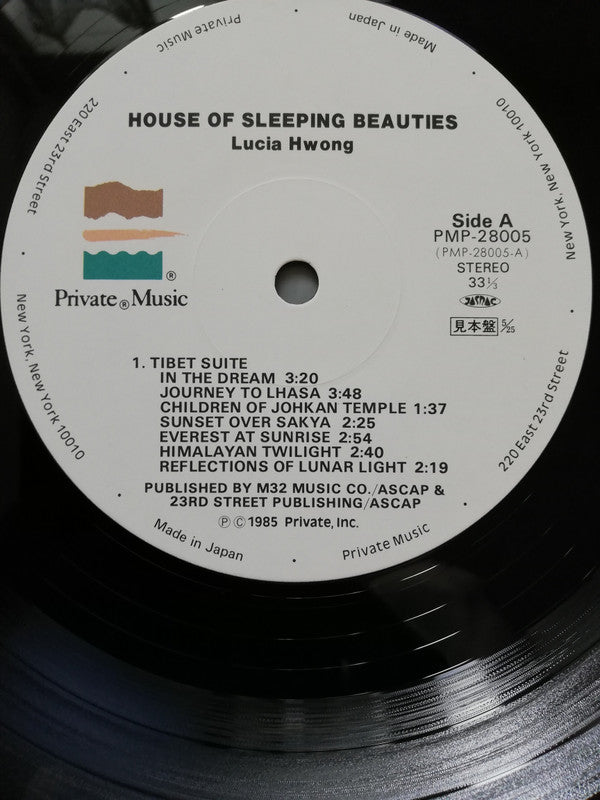 Private Music
Made in Japan
220 East 23rd Street
New York, New York 10010
HOUSE OF SLEEPING BEAUTIES
Lucia Hwong
®
Private® Music
Side A
PMP-28005
(PMP-28005-A)
STEREO
33⅓
JASRAC
見本盤 5/25
1. TIBET SUITE
IN THE DREAM 3:20
JOURNEY TO LHASA 3:48
CHILDREN OF JOHKAN TEMPLE 1:37
SUNSET OVER SAKYA 2:25
EVEREST AT SUNRISE 2:54
HIMALAYAN TWILIGHT 2:40
REFLECTIONS OF LUNAR LIGHT 2:19
PUBLISHED BY M32 MUSIC CO./ASCAP &
23RD STREET PUBLISHING/ASCAP
Ⓟ Ⓒ 1985 Private, Inc.
New York, New York 10010
220 East 23rd Street
Made in Japan
Private Music